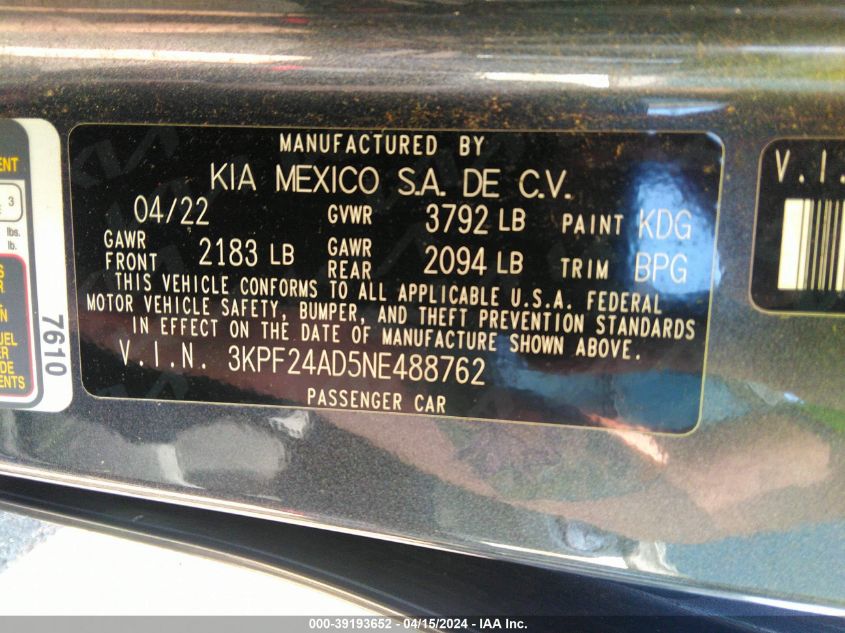 MANUFACTURED BY
KIA MEXICO S.A. DE C.V.
04/22 GVWR 3792 LB PAINT KDG
GAWR FRONT 2183 LB GAWR REAR 2094 LB TRIM BPG
THIS VEHICLE CONFORMS TO ALL APPLICABLE U.S.A. FEDERAL
MOTOR VEHICLE SAFETY, BUMPER, AND THEFT PREVENTION STANDARDS
IN EFFECT ON THE DATE OF MANUFACTURE SHOWN ABOVE.
V.I.N. 3KPF24AD5NE488762
PASSENGER CAR
7610
3
lbs.
lb.
V.I.
000-39193652 - 04/15/2024 - IAA Inc.